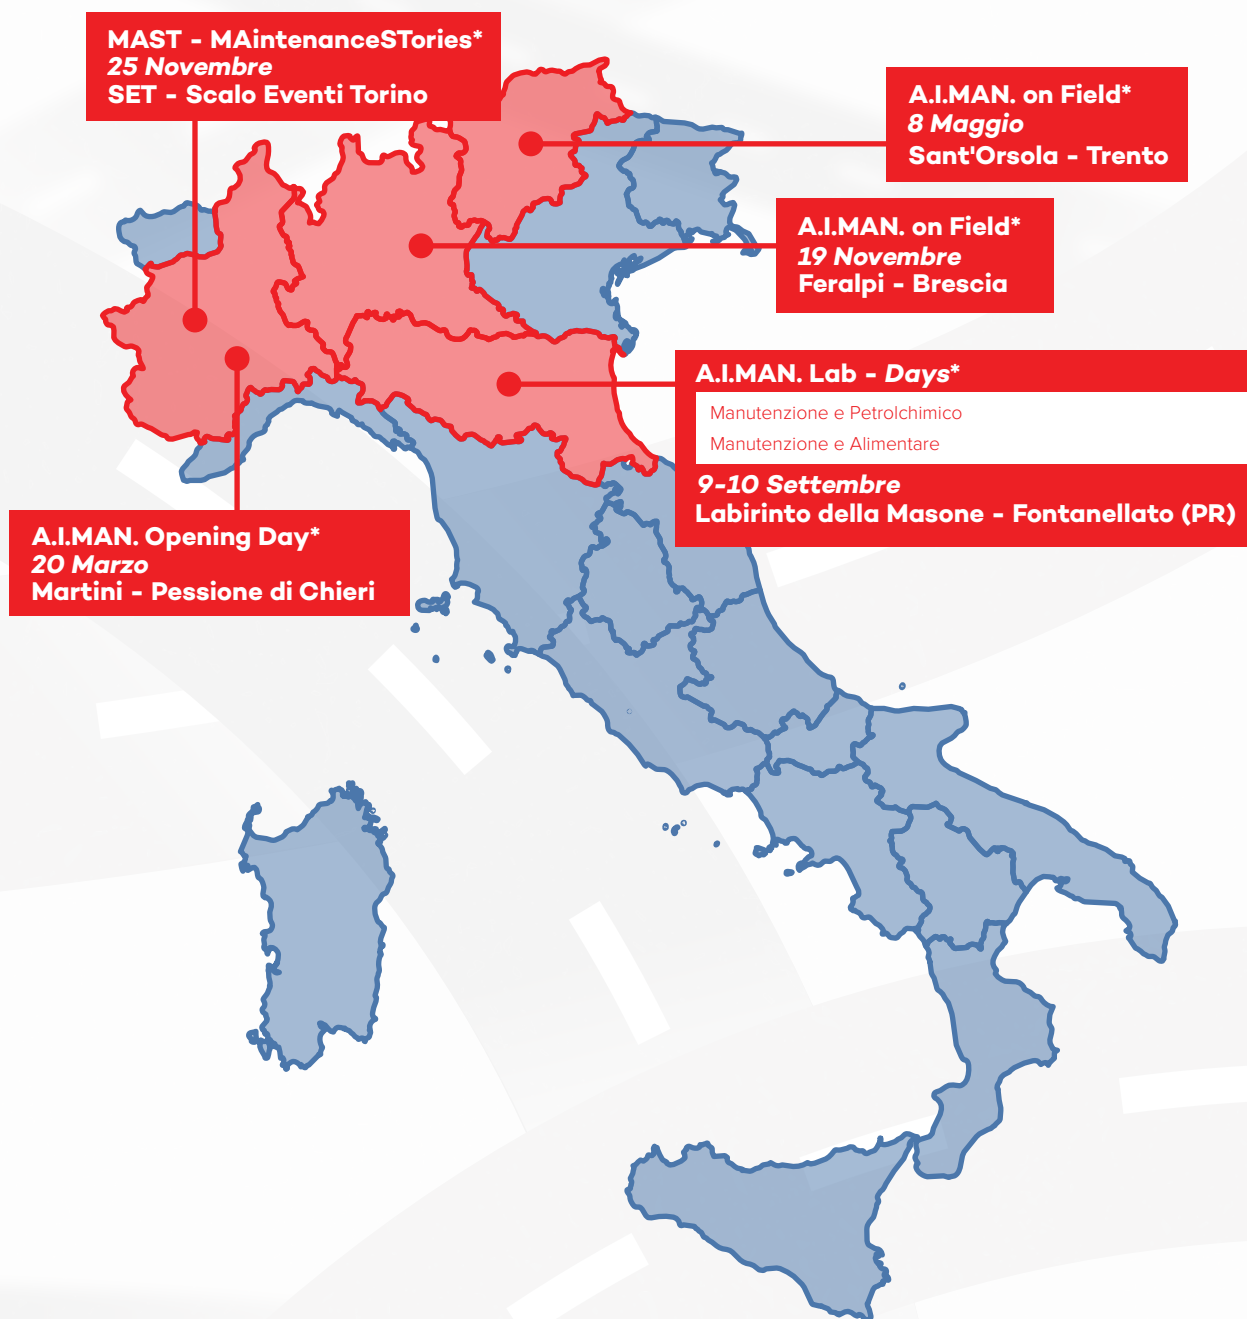 MAST - MAintenanceSTories*
25 Novembre
SET - Scalo Eventi Torino
A.I.MAN. on Field*
8 Maggio
Sant'Orsola - Trento
A.I.MAN. on Field*
19 Novembre
Feralpi - Brescia
A.I.MAN. Lab - Days*
Manutenzione e Petrolchimico
Manutenzione e Alimentare
9-10 Settembre
Labirinto della Masone - Fontanellato (PR)
A.I.MAN. Opening Day*
20 Marzo
Martini - Pessione di Chieri